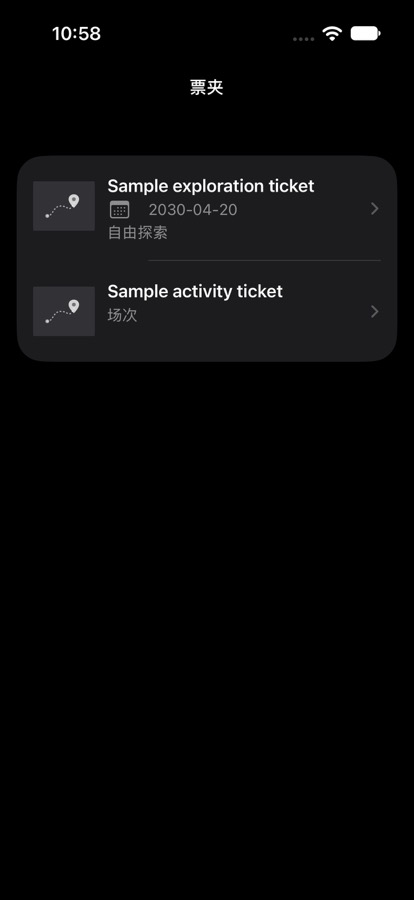 10:58
票夹
Sample exploration ticket
2030-04-20
自由探索
Sample activity ticket
场次